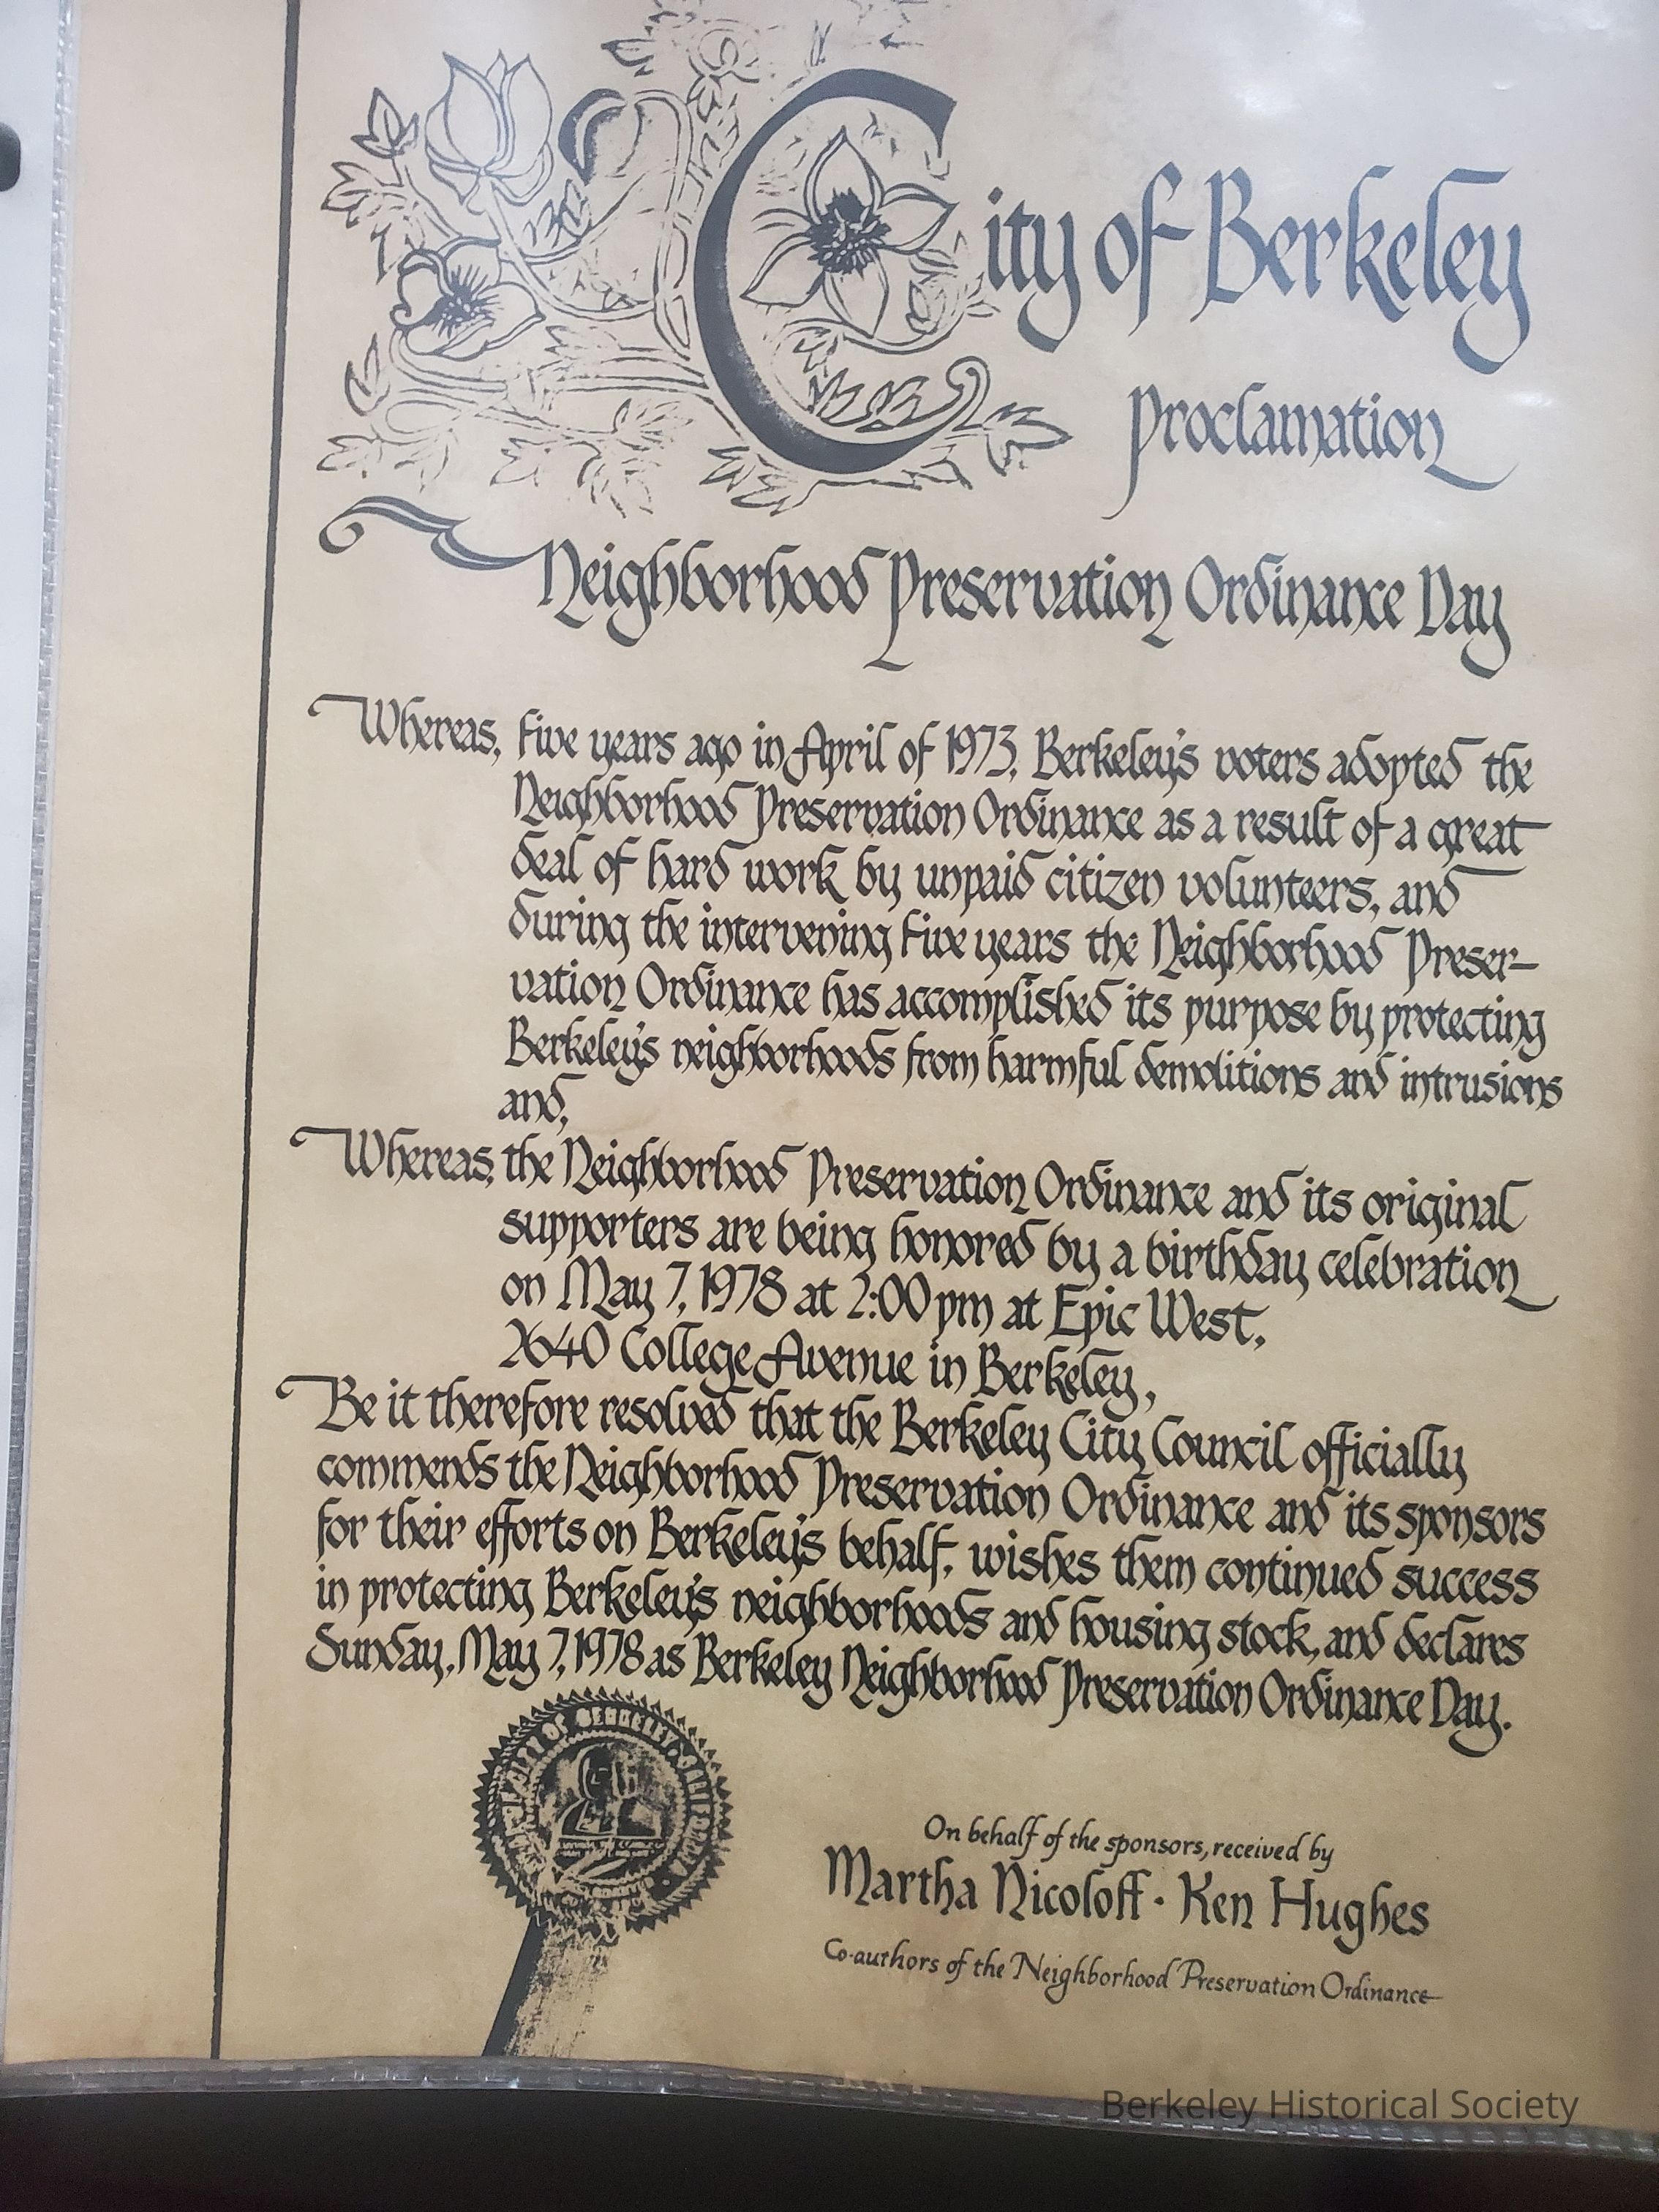 City of Berkeley
Proclamation
Neighborhood Preservation Ordinance Day
Whereas, Five years ago in April of 1973, Berkeley's voters adopted the
Neighborhood Preservation Ordinance as a result of a great
deal of hard work by unpaid citizen volunteers, and
during the intervening five years the Neighborhood Preser-
vation Ordinance has accomplished its purpose by protecting
Berkeley's neighborhoods from harmful demolitions and intrusions
and,
Whereas, the Neighborhood Preservation Ordinance and its original
supporters are being honored by a birthday celebration
on May 7, 1978 at 2:00 pm at Epic West,
2640 College Avenue in Berkeley,
Be it therefore resolved that the Berkeley City Council officially
commends the Neighborhood Preservation Ordinance and its sponsors
for their efforts on Berkeley's behalf, wishes them continued success
in protecting Berkeley's neighborhoods and housing stock, and declares
Sunday, May 7, 1978 as Berkeley Neighborhood Preservation Ordinance Day.
CITY OF BERKELEY, CALIFORNIA
On behalf of the sponsors, received by
Martha Nicoloff · Ken Hughes
Co-authors of the Neighborhood Preservation Ordinance
Berkeley Historical Society